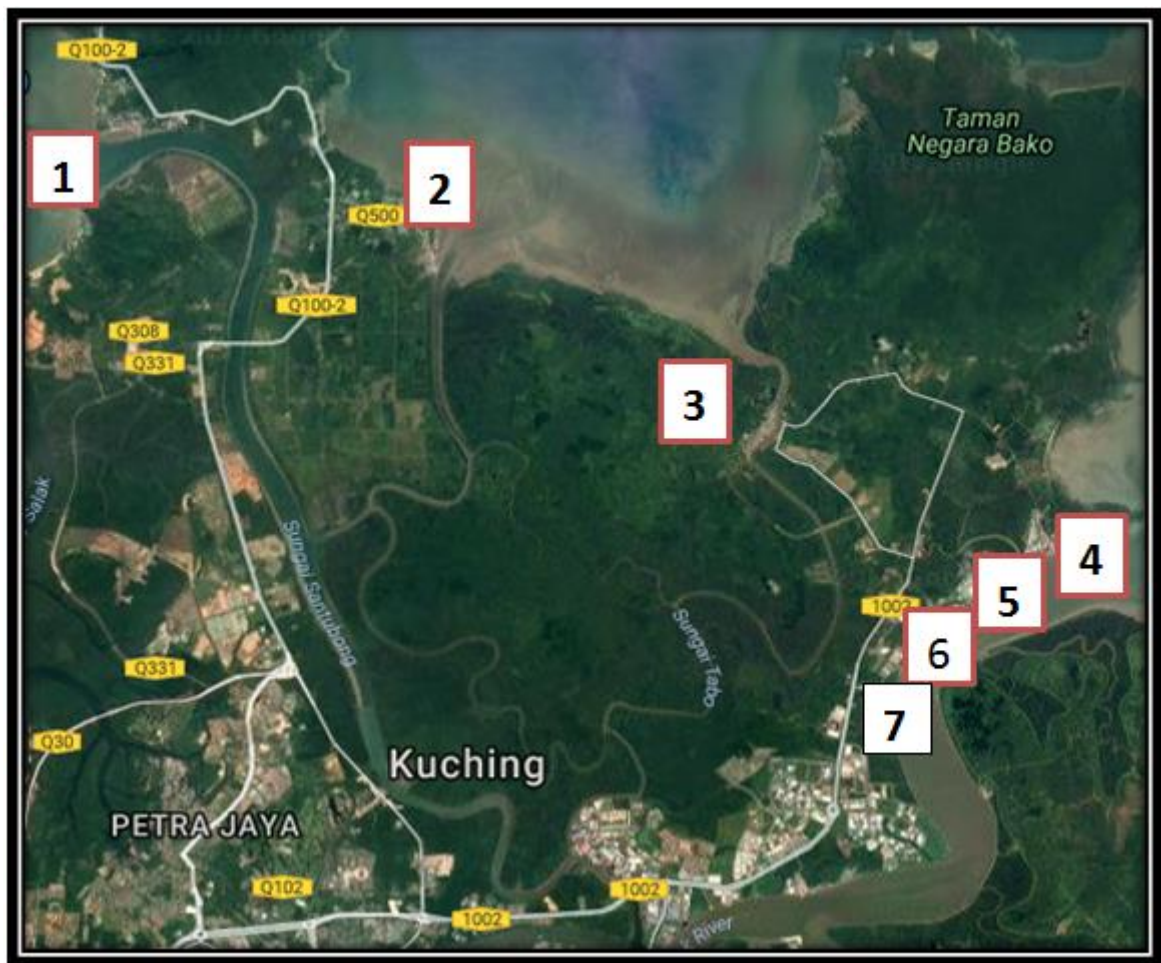 Q100-2
Taman
Negara Bako
1
2
Q500
Q100-2
Q308
Q331
3
Salak
4
Sungai Santubong
5
1002
Sungai Tabo
6
Q331
7
Q30
Kuching
PETRA JAYA
Q102
1002
1002
River